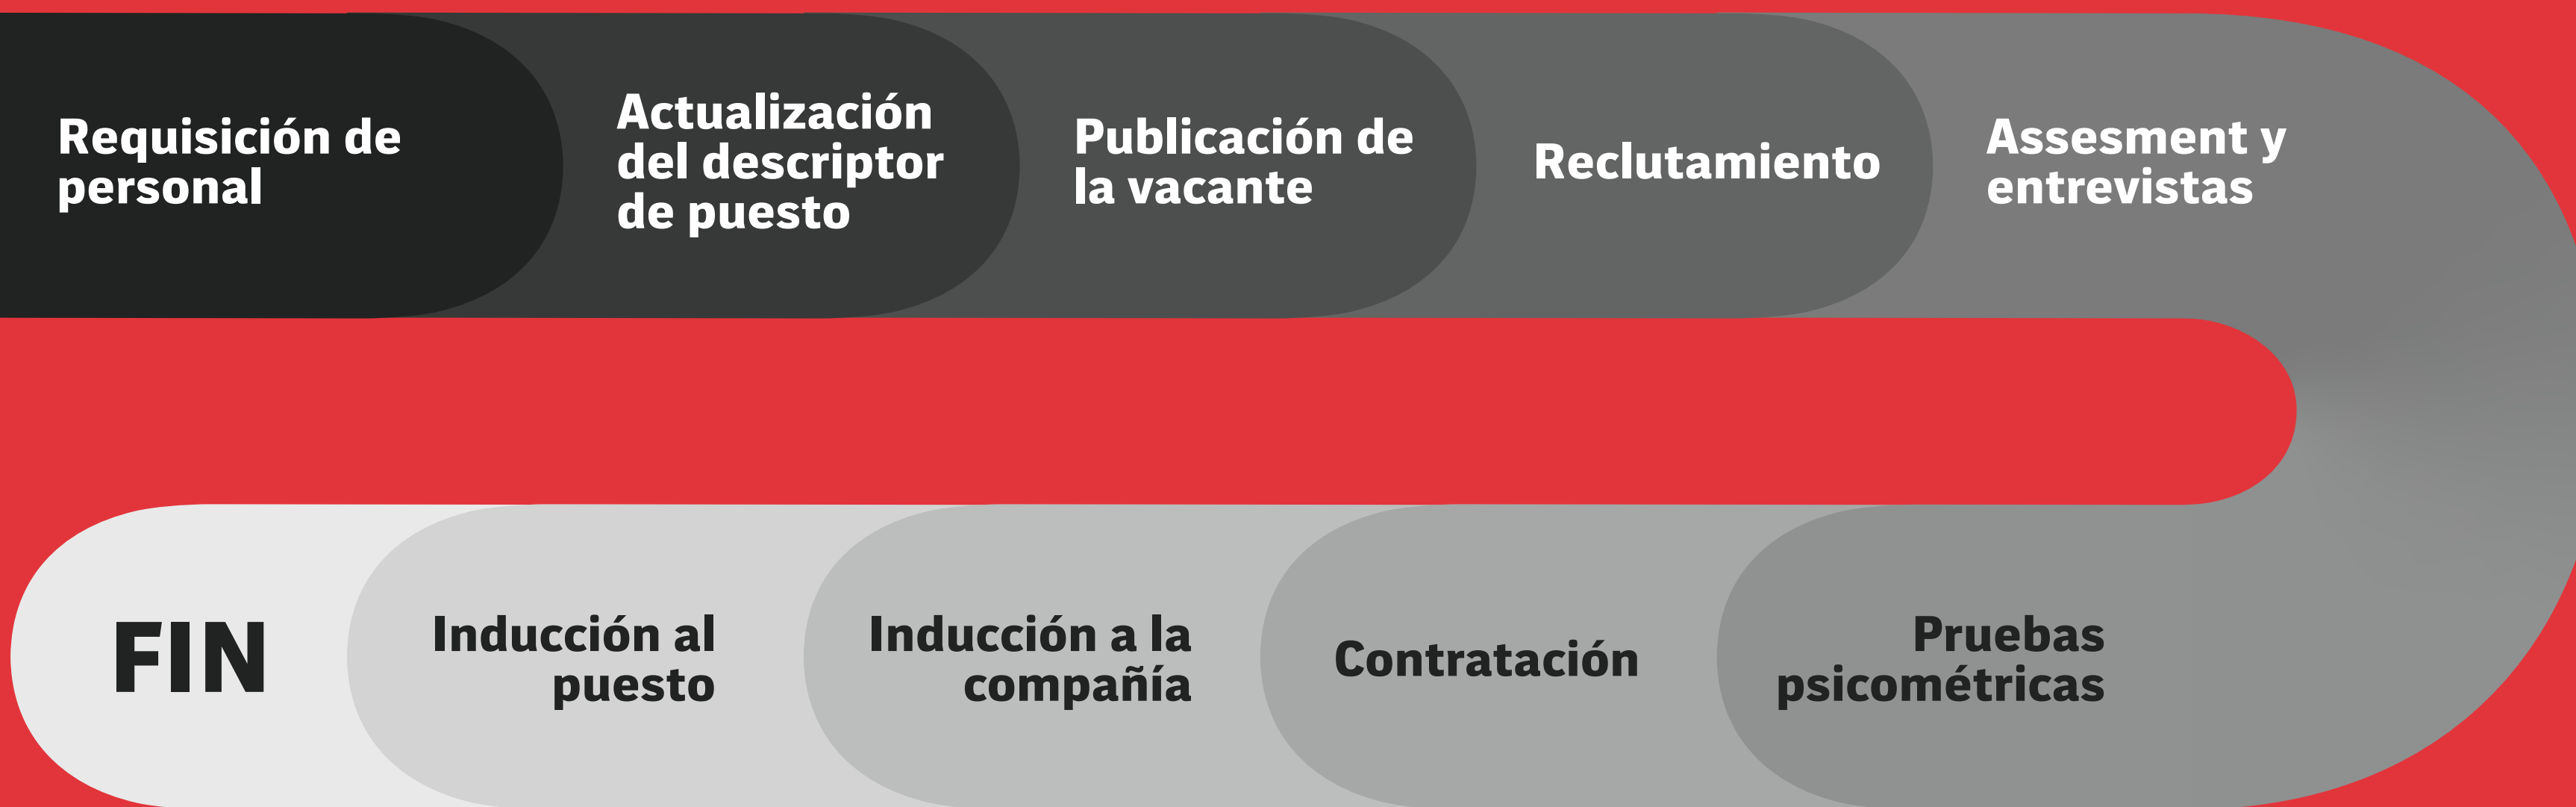 Requisición de
personal
Actualización
del descriptor
de puesto
Publicación de
la vacante
Reclutamiento
Assesment y
entrevistas
Pruebas
psicométricas
Contratación
Inducción a la
compañía
Inducción al
puesto
FIN